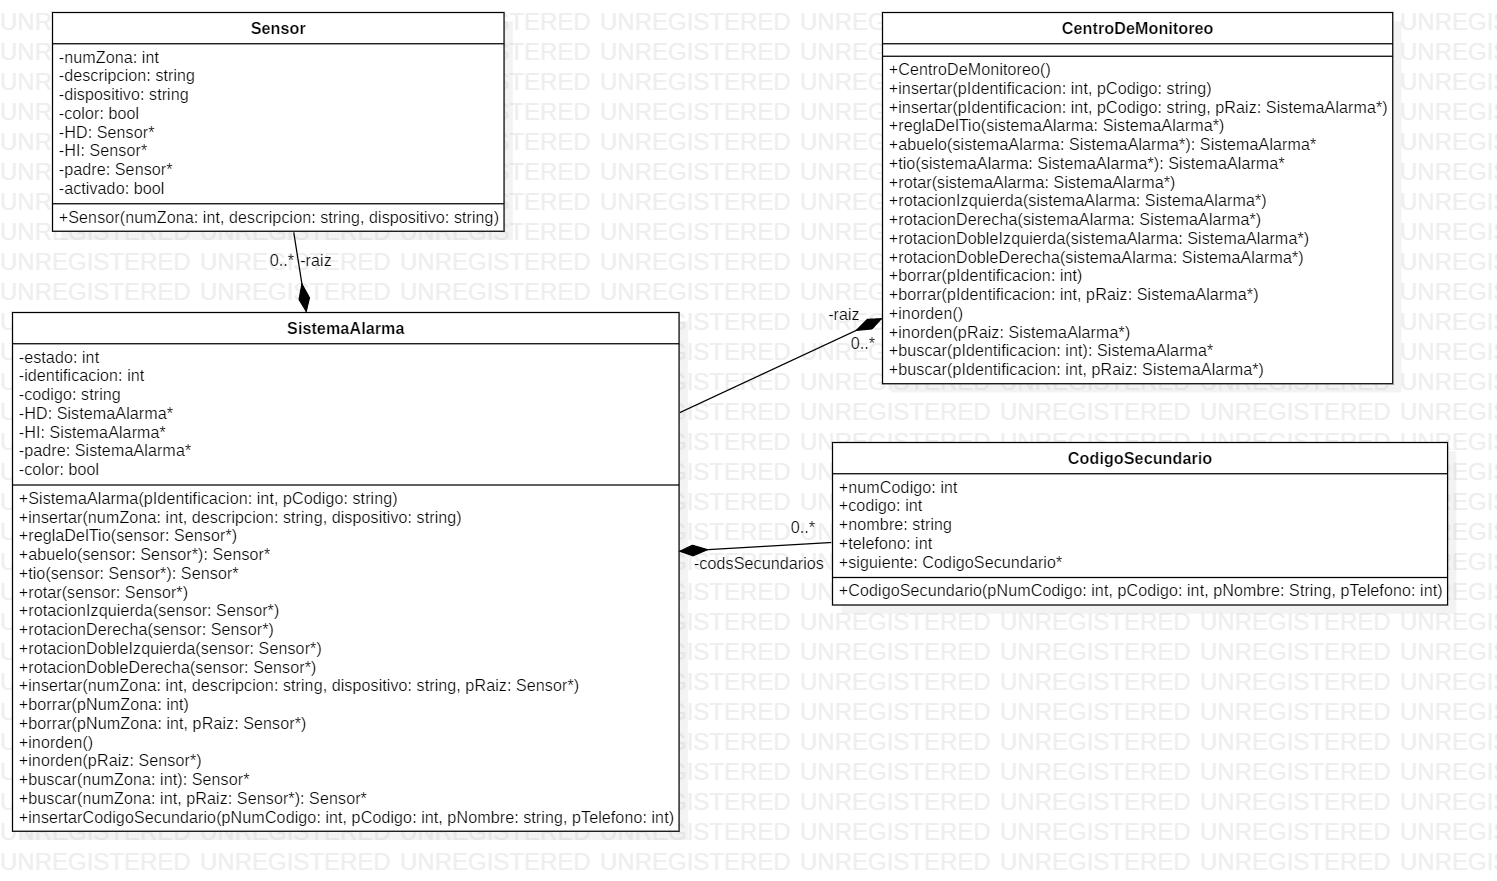 Sensor
-numZona: int
-descripcion: string
-dispositivo: string
-color: bool
-HD: Sensor*
-HI: Sensor*
-padre: Sensor*
-activado: bool
+Sensor(numZona: int, descripcion: string, dispositivo: string)
0..*
-raiz
SistemaAlarma
-estado: int
-identificacion: int
-codigo: string
-HD: SistemaAlarma*
-HI: SistemaAlarma*
-padre: SistemaAlarma*
-color: bool
+SistemaAlarma(pIdentificacion: int, pCodigo: string)
+insertar(numZona: int, descripcion: string, dispositivo: string)
+reglaDelTio(sensor: Sensor*)
+abuelo(sensor: Sensor*): Sensor*
+tio(sensor: Sensor*): Sensor*
+rotar(sensor: Sensor*)
+rotacionIzquierda(sensor: Sensor*)
+rotacionDerecha(sensor: Sensor*)
+rotacionDobleIzquierda(sensor: Sensor*)
+rotacionDobleDerecha(sensor: Sensor*)
+insertar(numZona: int, descripcion: string, dispositivo: string, pRaiz: Sensor*)
+borrar(pNumZona: int)
+borrar(pNumZona: int, pRaiz: Sensor*)
+inorden()
+inorden(pRaiz: Sensor*)
+buscar(numZona: int): Sensor*
+buscar(numZona: int, pRaiz: Sensor*): Sensor*
+insertarCodigoSecundario(pNumCodigo: int, pCodigo: int, pNombre: string, pTelefono: int)
CentroDeMonitoreo
+CentroDeMonitoreo()
+insertar(pIdentificacion: int, pCodigo: string)
+insertar(pIdentificacion: int, pCodigo: string, pRaiz: SistemaAlarma*)
+reglaDelTio(sistemaAlarma: SistemaAlarma*)
+abuelo(sistemaAlarma: SistemaAlarma*): SistemaAlarma*
+tio(sistemaAlarma: SistemaAlarma*): SistemaAlarma*
+rotar(sistemaAlarma: SistemaAlarma*)
+rotacionIzquierda(sistemaAlarma: SistemaAlarma*)
+rotacionDerecha(sistemaAlarma: SistemaAlarma*)
+rotacionDobleIzquierda(sistemaAlarma: SistemaAlarma*)
+rotacionDobleDerecha(sistemaAlarma: SistemaAlarma*)
+borrar(pIdentificacion: int)
+borrar(pIdentificacion: int, pRaiz: SistemaAlarma*)
+inorden()
+inorden(pRaiz: SistemaAlarma*)
+buscar(pIdentificacion: int): SistemaAlarma*
+buscar(pIdentificacion: int, pRaiz: SistemaAlarma*)
-raiz
0..*
CodigoSecundario
+numCodigo: int
+codigo: int
+nombre: string
+telefono: int
+siguiente: CodigoSecundario*
+CodigoSecundario(pNumCodigo: int, pCodigo: int, pNombre: String, pTelefono: int)
0..*
-codsSecundarios
UNREGISTERED